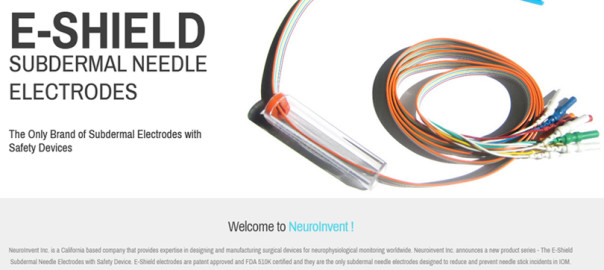 E-SHIELD
SUBDERMAL NEEDLE
ELECTRODES
The Only Brand of Subdermal Electrodes with
Safety Devices
Welcome to NeuroInvent !
NeuroInvent Inc. is a California based company that provides expertise in designing and manufacturing surgical devices for neurophysiological monitoring worldwide. Neuroinvent Inc. announces a new product series - The E-Shield
Subdermal Needle Electrodes with Safety Device. E-Shield electrodes are patent approved and FDA 510K certified and they are the only subdermal needle electrodes designed to reduce and prevent needle stick incidents in IOM.